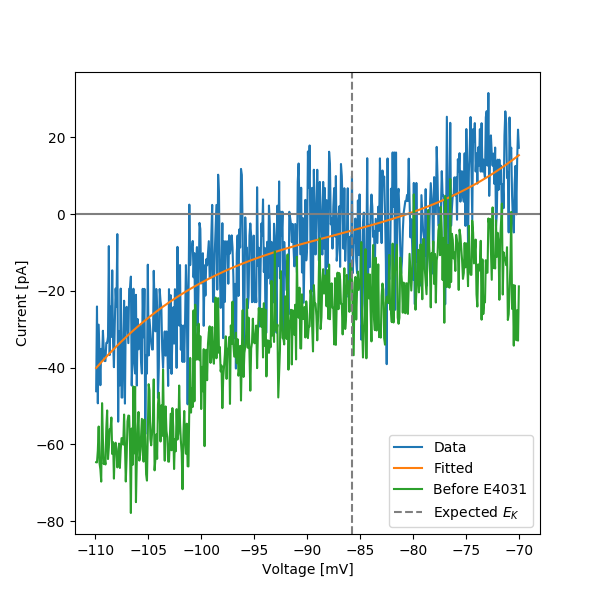 20
0
−20
−40
−60
−80
Current [pA]
Data
Fitted
Before E4031
Expected E_K
−110 −105 −100 −95 −90 −85 −80 −75 −70
Voltage [mV]